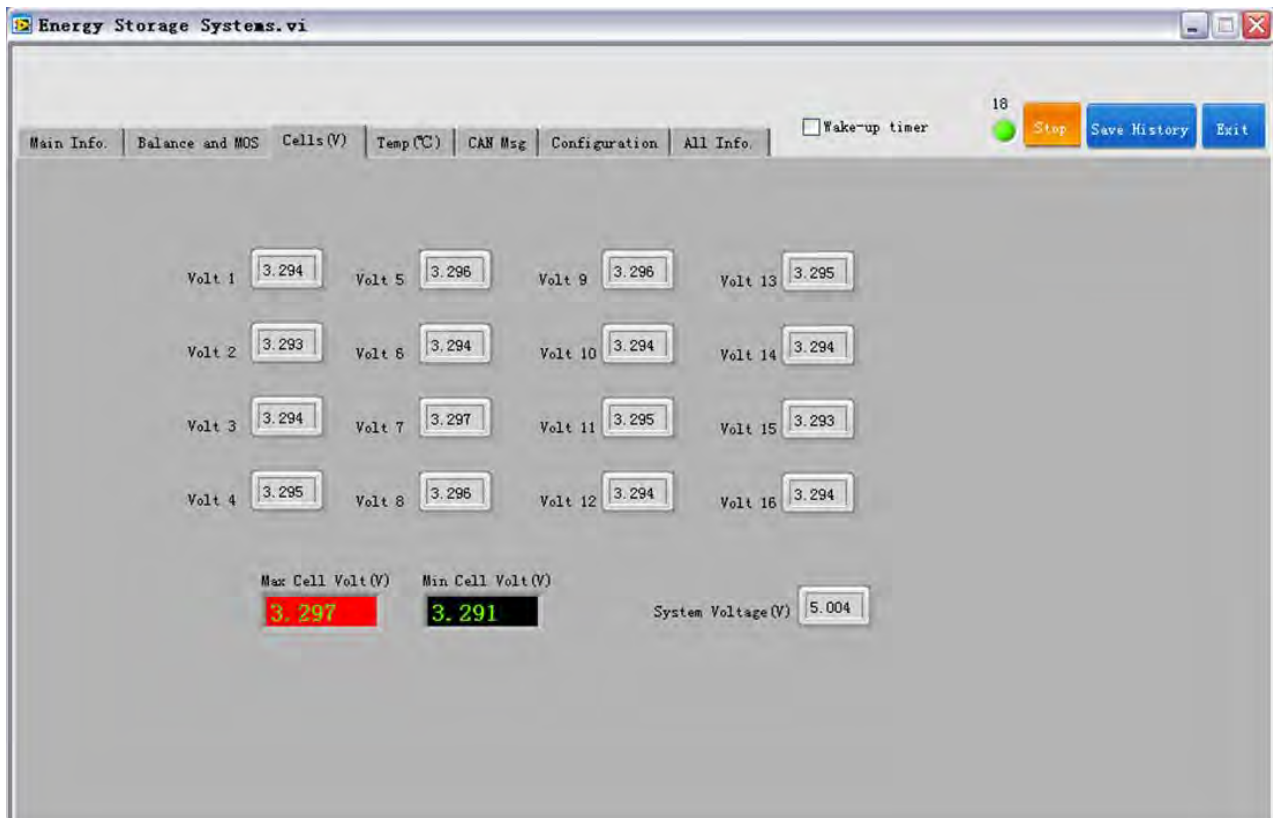 Energy Storage Systems.vi
18
Wake-up timer
Stop Save History Exit
Main Info. Balance and MOS Cells(V) Temp(℃) CAN Msg Configuration All Info.
Volt 1 3.294 Volt 5 3.296 Volt 9 3.296 Volt 13 3.295
Volt 2 3.293 Volt 6 3.294 Volt 10 3.294 Volt 14 3.294
Volt 3 3.294 Volt 7 3.297 Volt 11 3.295 Volt 15 3.293
Volt 4 3.295 Volt 8 3.296 Volt 12 3.294 Volt 16 3.294
Max Cell Volt(V) Min Cell Volt(V)
3.297 3.291 System Voltage(V) 5.004